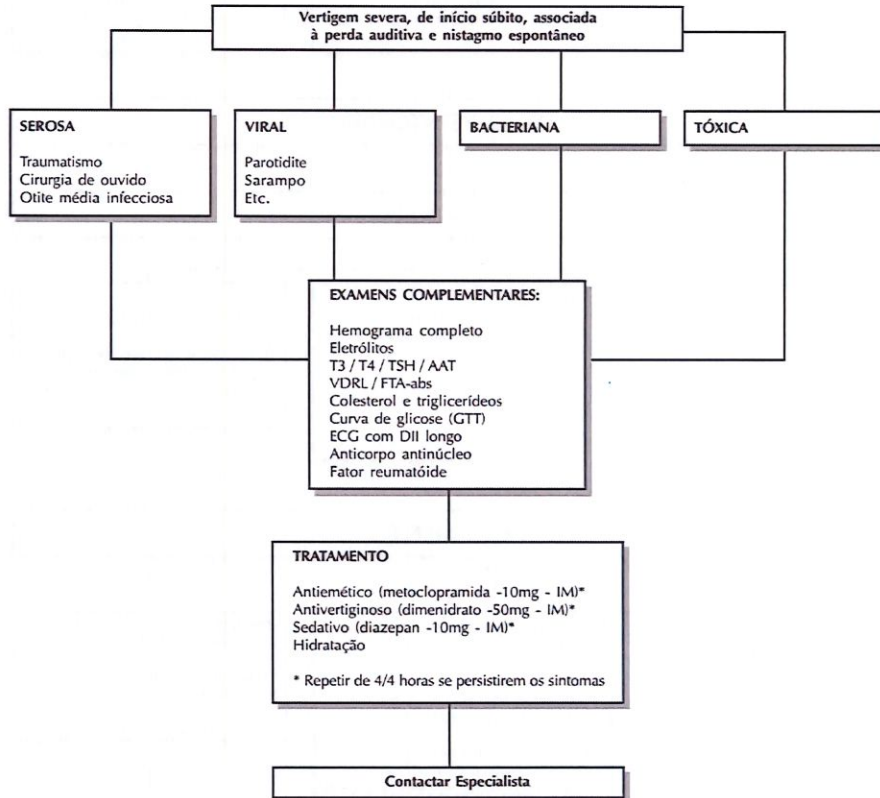 Vertigem severa, de início súbito, associada
à perda auditiva e nistagmo espontâneo
SEROSA
Traumatismo
Cirurgia de ouvido
Otite média infecciosa
VIRAL
Parotidite
Sarampo
Etc.
BACTERIANA
TÓXICA
EXAMENS COMPLEMENTARES:
Hemograma completo
Eletrólitos
T3 / T4 / TSH / AAT
VDRL / FTA-abs
Colesterol e triglicerídeos
Curva de glicose (GTT)
ECG com DII longo
Anticorpo antinúcleo
Fator reumatóide
TRATAMENTO
Antiemético (metoclopramida -10mg - IM)*
Antivertiginoso (dimenidrato -50mg - IM)*
Sedativo (diazepan -10mg - IM)*
Hidratação
* Repetir de 4/4 horas se persistirem os sintomas
Contactar Especialista